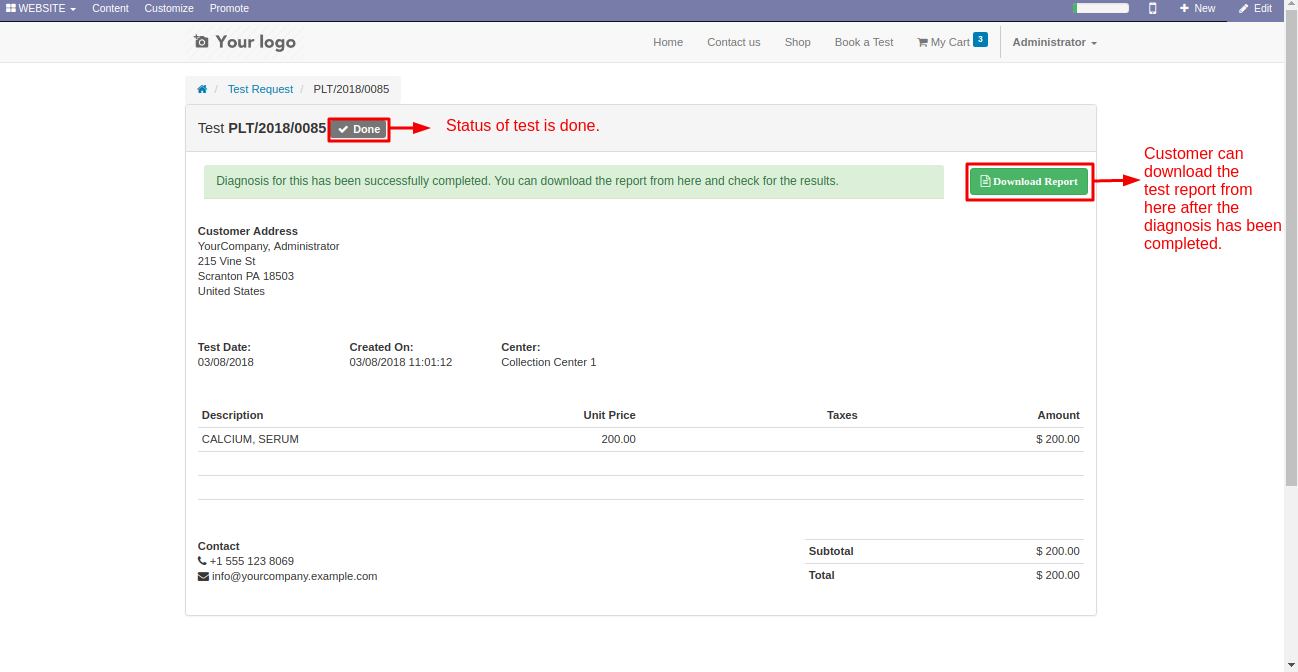 WEBSITE Content Customize Promote New Edit
Your logo Home Contact us Shop Book a Test My Cart 3 Administrator
/ Test Request / PLT/2018/0085
Test PLT/2018/0085 Done Status of test is done.
Diagnosis for this has been successfully completed. You can download the report from here and check for the results.
Download Report
Customer can
download the
test report from
here after the
diagnosis has been
completed.
Customer Address
YourCompany, Administrator
215 Vine St
Scranton PA 18503
United States
Test Date: Created On: Center:
03/08/2018 03/08/2018 11:01:12 Collection Center 1
Description Unit Price Taxes Amount
CALCIUM, SERUM 200.00 $ 200.00
Contact
+1 555 123 8069
info@yourcompany.example.com
Subtotal $ 200.00
Total $ 200.00